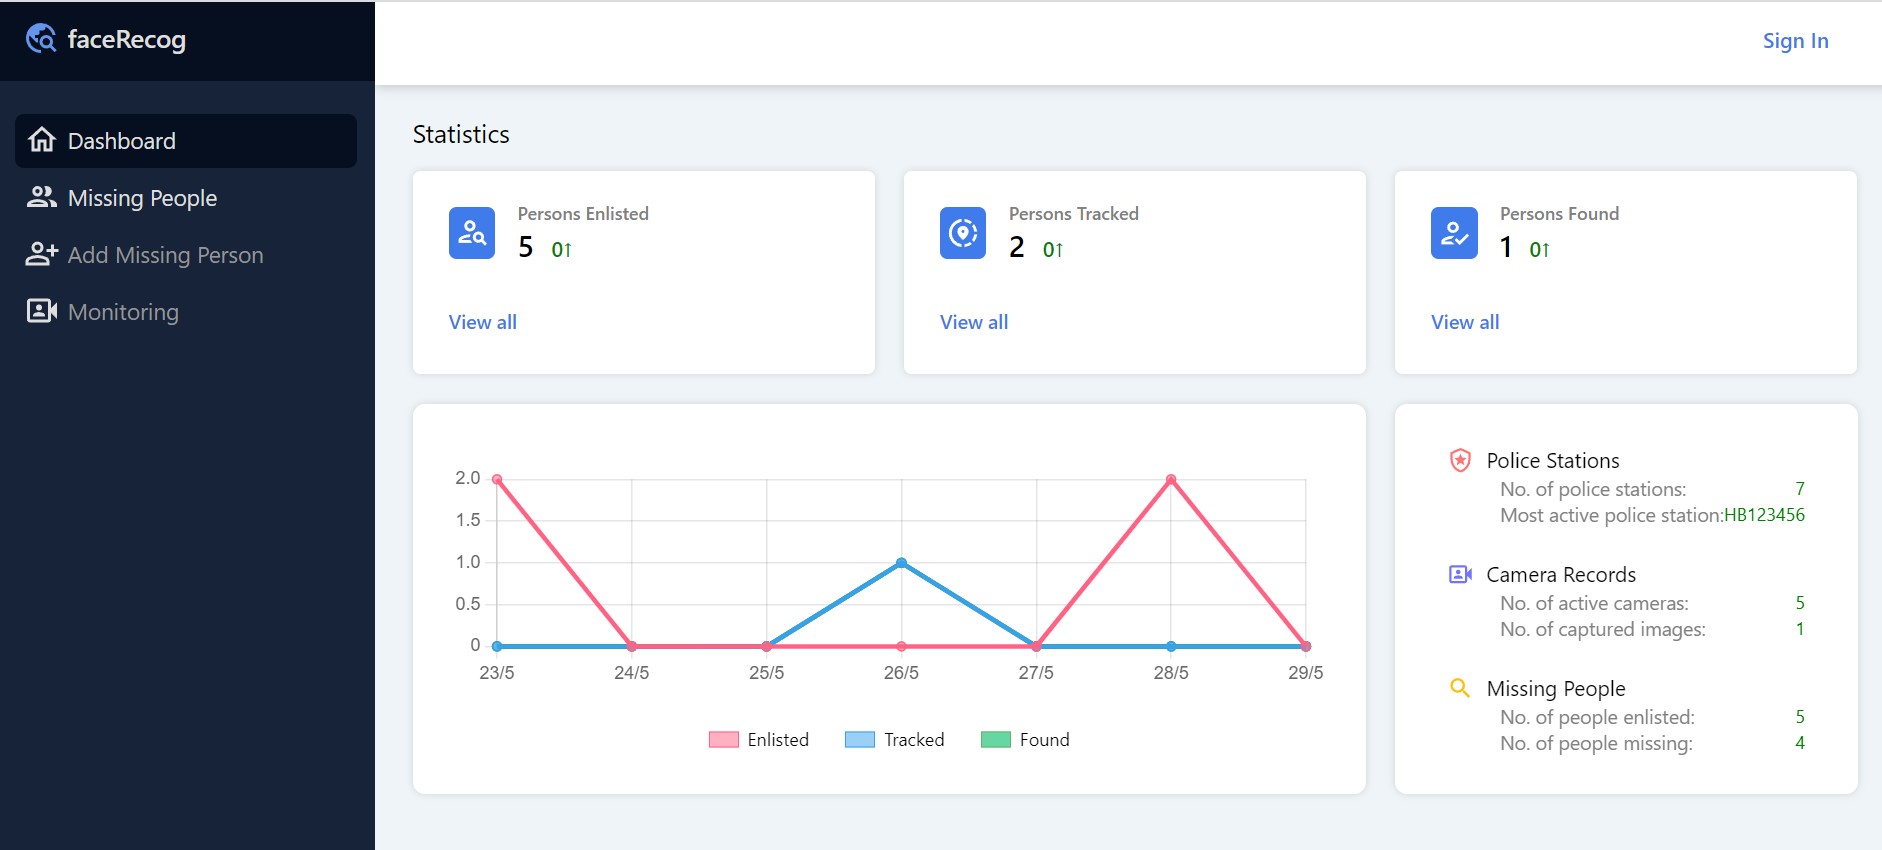 faceRecog
Sign In
Dashboard
Missing People
Add Missing Person
Monitoring
Statistics
Persons Enlisted
5 0↑
View all
Persons Tracked
2 0↑
View all
Persons Found
1 0↑
View all
2.0
1.5
1.0
0.5
0
23/5 24/5 25/5 26/5 27/5 28/5 29/5
Enlisted Tracked Found
Police Stations
No. of police stations: 7
Most active police station:HB123456
Camera Records
No. of active cameras: 5
No. of captured images: 1
Missing People
No. of people enlisted: 5
No. of people missing: 4